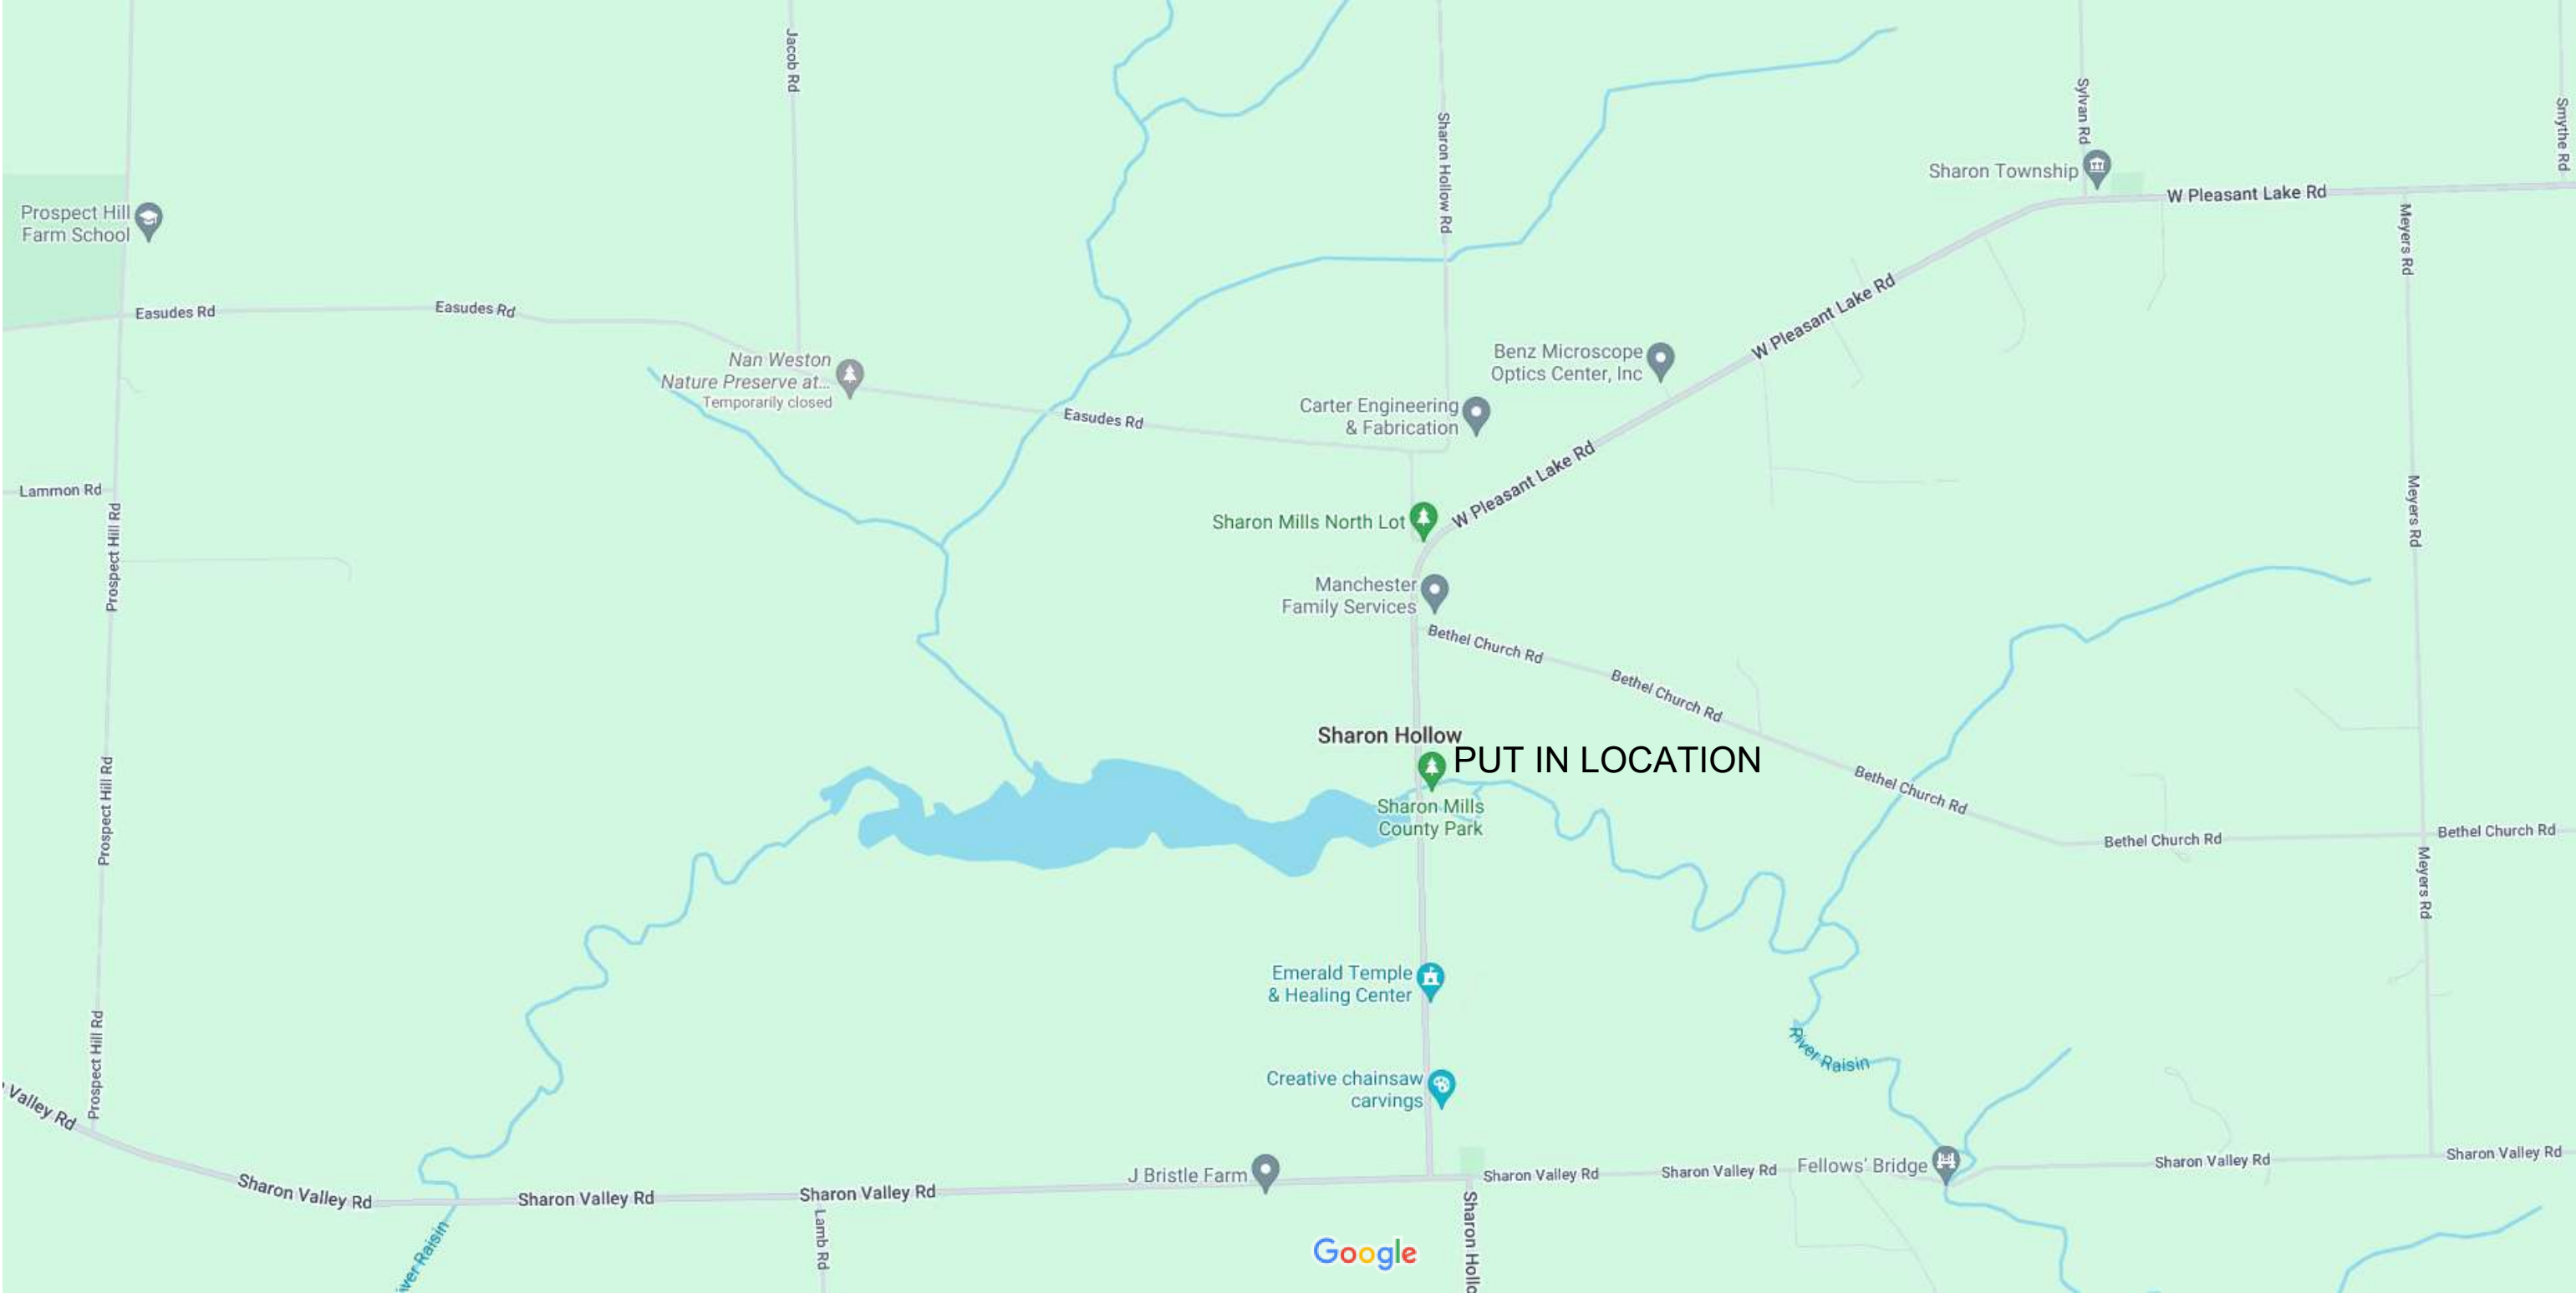 Jacob Rd
Sharon Hollow Rd
Sylvan Rd
Smythe Rd
Sharon Township
W Pleasant Lake Rd
Prospect Hill
Farm School
Meyers Rd
Easudes Rd
Easudes Rd
W Pleasant Lake Rd
Nan Weston
Nature Preserve at...
Temporarily closed
Benz Microscope
Optics Center, Inc
Carter Engineering
& Fabrication
Easudes Rd
W Pleasant Lake Rd
Lammon Rd
Prospect Hill Rd
Sharon Mills North Lot
Meyers Rd
Manchester
Family Services
Bethel Church Rd
Bethel Church Rd
Sharon Hollow
PUT IN LOCATION
Sharon Mills
County Park
Prospect Hill Rd
Bethel Church Rd
Bethel Church Rd
Bethel Church Rd
Meyers Rd
Emerald Temple
& Healing Center
River Raisin
Prospect Hill Rd
Creative chainsaw
carvings
Valley Rd
Sharon Valley Rd
Sharon Valley Rd
Sharon Valley Rd
J Bristle Farm
Sharon Valley Rd
Sharon Valley Rd
Fellows' Bridge
Sharon Valley Rd
Sharon Valley Rd
Lamb Rd
Sharon Hollo
iver Raisin
Google